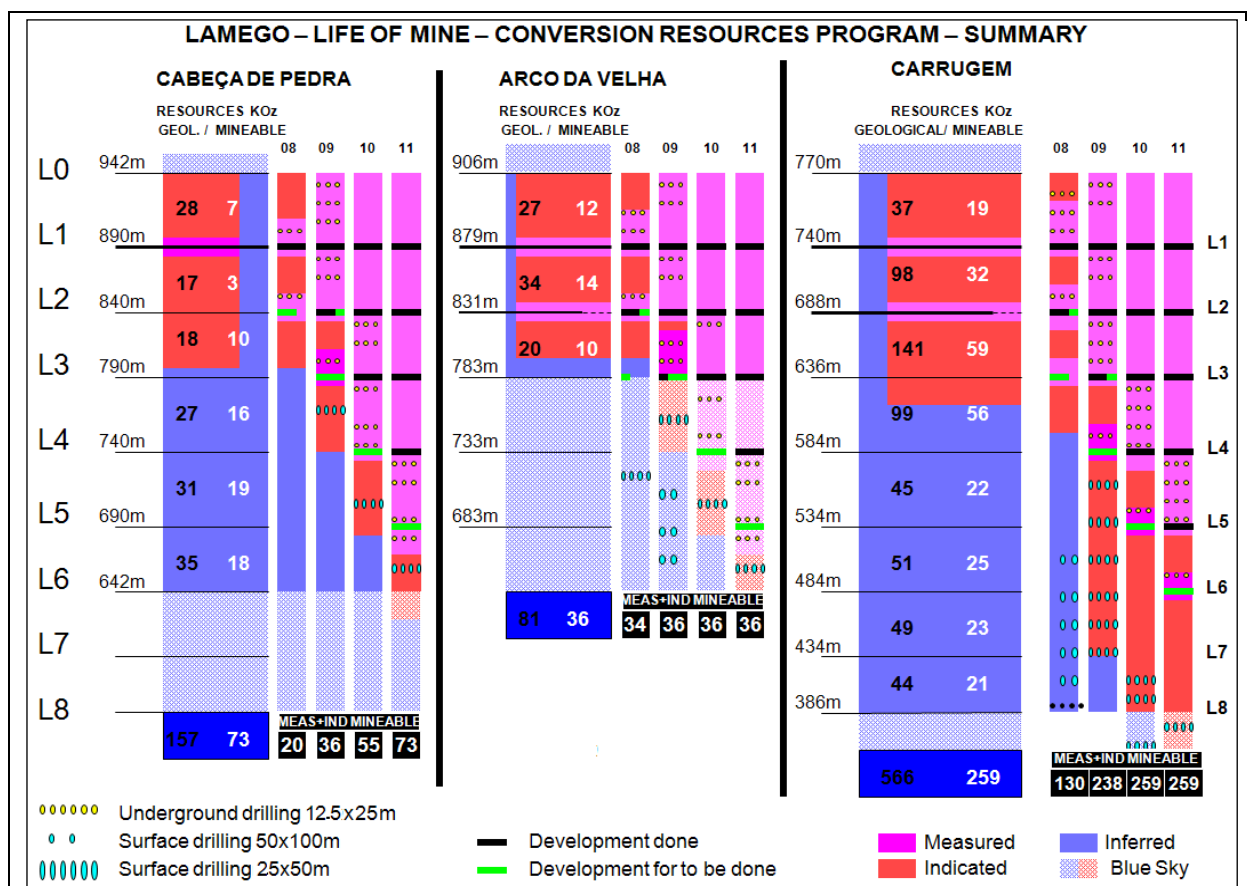 LAMEGO – LIFE OF MINE – CONVERSION RESOURCES PROGRAM – SUMMARY
CABEÇA DE PEDRA
RESOURCES KOz
GEOL. / MINEABLE
08 09 10 11
L0 942m
28 7
L1 890m
17 3
L2 840m
18 10
L3 790m
27 16
L4 740m
31 19
L5 690m
35 18
L6 642m
L7
L8
157 73
MEAS+IND MINEABLE
20 36 55 73
ARCO DA VELHA
RESOURCES KOz
GEOL. / MINEABLE
08 09 10 11
906m
27 12
879m
34 14
831m
20 10
783m
733m
683m
81 36
MEAS+IND MINEABLE
34 36 36 36
CARRUGEM
RESOURCES KOz
GEOLOGICAL/ MINEABLE
08 09 10 11
770m
37 19
740m L1
98 32
688m L2
141 59
636m L3
99 56
584m L4
45 22
534m L5
51 25
484m L6
49 23
434m L7
44 21
386m L8
566 259
MEAS+IND MINEABLE
130 238 259 259
Underground drilling 12.5x25m
Surface drilling 50x100m
Surface drilling 25x50m
Development done
Development for to be done
Measured
Indicated
Inferred
Blue Sky